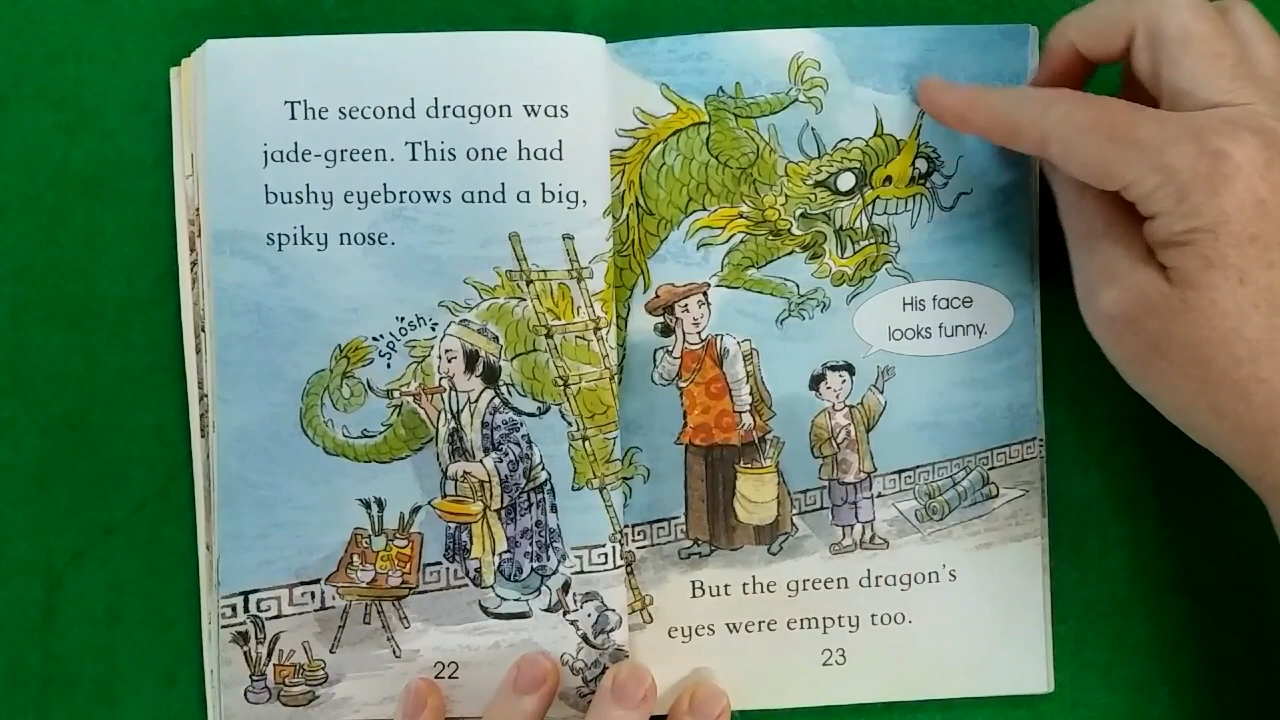 The second dragon was
jade-green. This one had
bushy eyebrows and a big,
spiky nose.
Splosh
22
His face
looks funny.
But the green dragon's
eyes were empty too.
23